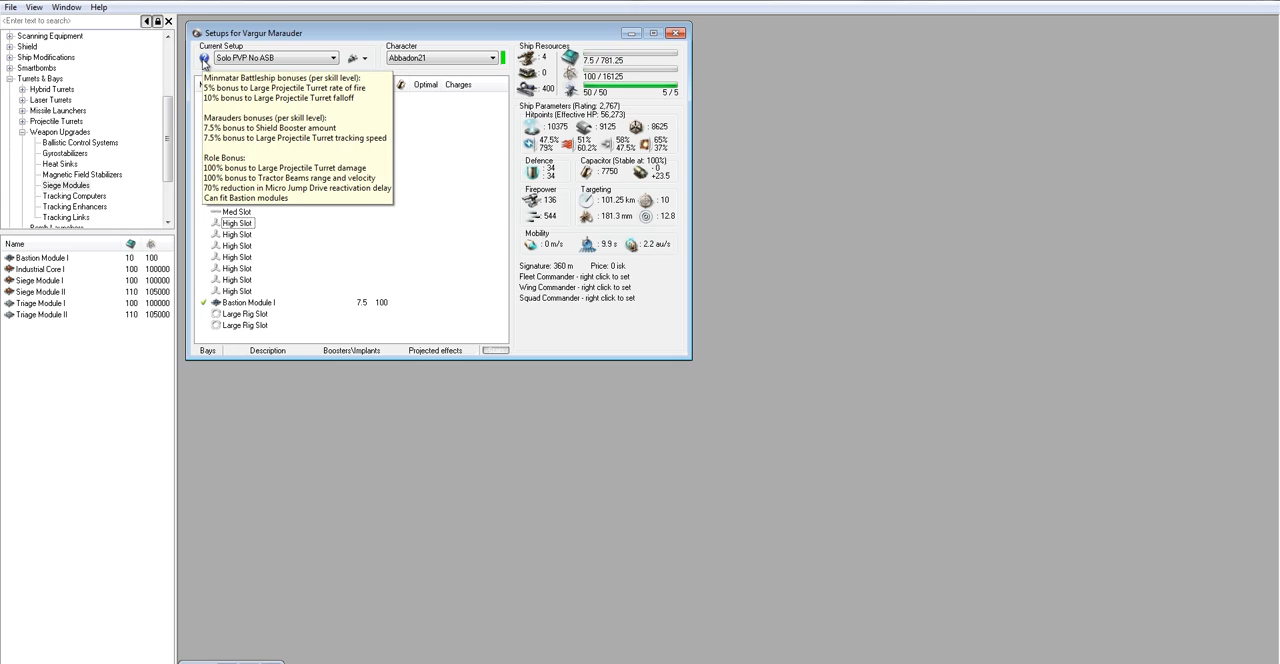 File View Window Help
<Enter text to search>
Scanning Equipment
Shield
Ship Modifications
Smartbombs
Turrets & Bays
Hybrid Turrets
Laser Turrets
Missile Launchers
Projectile Turrets
Weapon Upgrades
Ballistic Control Systems
Gyrostabilizers
Heat Sinks
Magnetic Field Stabilizers
Siege Modules
Tracking Computers
Tracking Enhancers
Tracking Links
Name
Bastion Module I 10 100
Industrial Core I 100 100000
Siege Module I 100 100000
Siege Module II 110 105000
Triage Module I 100 100000
Triage Module II 110 105000
Setups for Vargur Marauder
Current Setup
Solo PVP No ASB
Character
Abbadon21
Optimal Charges
Minmatar Battleship bonuses (per skill level):
5% bonus to Large Projectile Turret rate of fire
10% bonus to Large Projectile Turret falloff
Marauders bonuses (per skill level):
7.5% bonus to Shield Booster amount
7.5% bonus to Large Projectile Turret tracking speed
Role Bonus:
100% bonus to Large Projectile Turret damage
100% bonus to Tractor Beams range and velocity
70% reduction in Micro Jump Drive reactivation delay
Can fit Bastion modules
Med Slot
High Slot
High Slot
High Slot
High Slot
High Slot
High Slot
High Slot
Bastion Module I 7.5 100
Large Rig Slot
Large Rig Slot
Bays Description Boosters\Implants Projected effects
Ship Resources
: 4 7.5 / 781.25
: 0 100 / 16125
: 400 50 / 50 5 / 5
Ship Parameters (Rating: 2,767)
Hitpoints (Effective HP: 56,273)
: 10375 : 9125 : 8625
47.5% 51% 58% 65%
79% 60.2% 47.5% 37%
Defence Capacitor (Stable at: 100%)
: 34 : 7750 -0
34 +23.5
Firepower Targeting
: 136 : 101.25 km : 10
: 544 : 181.3 mm : 12.8
Mobility
: 0 m/s : 9.9 s : 2.2 au/s
Signature: 360 m Price: 0 isk
Fleet Commander - right click to set
Wing Commander - right click to set
Squad Commander - right click to set